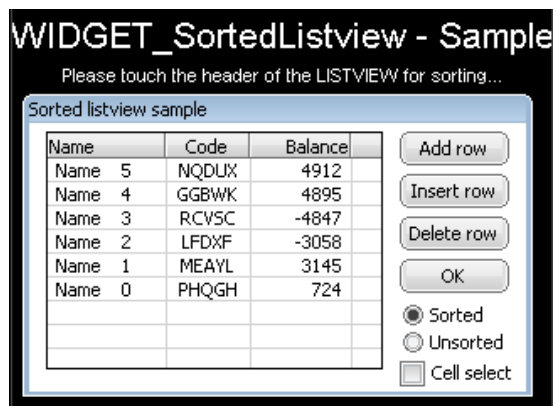 WIDGET_SortedListview - Sample
Please touch the header of the LISTVIEW for sorting...
Sorted listview sample
Name Code Balance
Name 5 NQDUX 4912
Name 4 GGBWK 4895
Name 3 RCVSC -4847
Name 2 LFDXF -3058
Name 1 MEAYL 3145
Name 0 PHQGH 724
Add row
Insert row
Delete row
OK
Sorted
Unsorted
Cell select